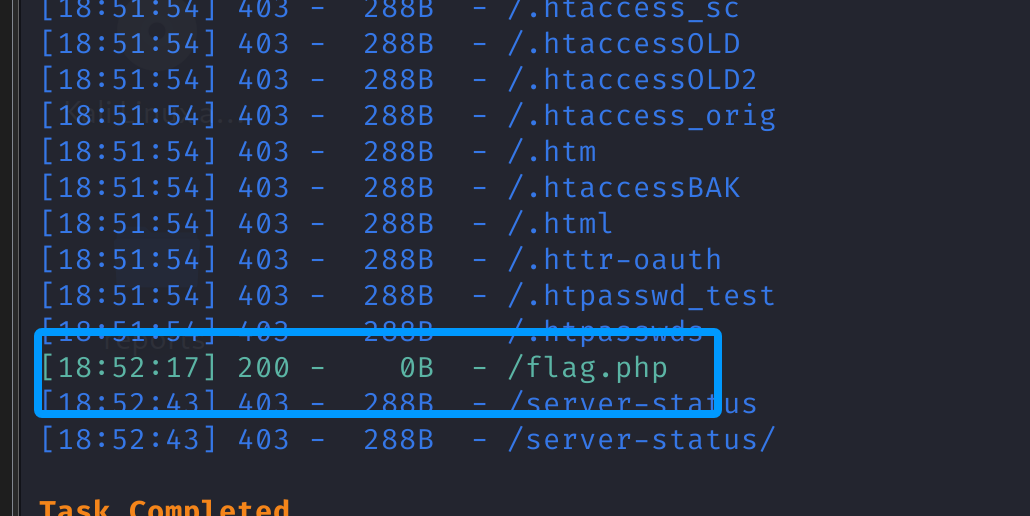 [18:51:54] 403 -  288B  - /.htaccess_sc
[18:51:54] 403 -  288B  - /.htaccessOLD
[18:51:54] 403 -  288B  - /.htaccessOLD2
[18:51:54] 403 -  288B  - /.htaccess_orig
[18:51:54] 403 -  288B  - /.htm
[18:51:54] 403 -  288B  - /.htaccessBAK
[18:51:54] 403 -  288B  - /.html
[18:51:54] 403 -  288B  - /.httr-oauth
[18:51:54] 403 -  288B  - /.htpasswd_test
[18:51:54] 403 -  288B  - /.htpasswds
reports
[18:52:17] 200 -    0B  - /flag.php
[18:52:43] 403 -  288B  - /server-status
[18:52:43] 403 -  288B  - /server-status/
Task Completed